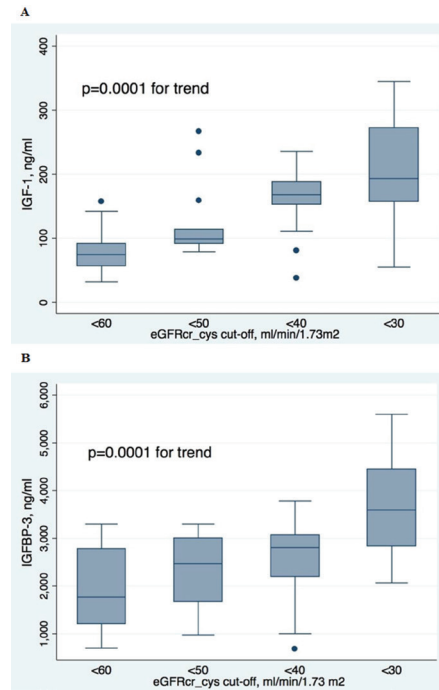 A
p=0.0001 for trend
IGF-1, ng/ml
400
300
200
100
0
<60 <50 <40 <30
eGFRcr_cys cut-off, ml/min/1.73m2
B
p=0.0001 for trend
IGFBP-3, ng/ml
6,000
5,000
4,000
3,000
2,000
1,000
<60 <50 <40 <30
eGFRcr_cys cut-off, ml/min/1.73 m2